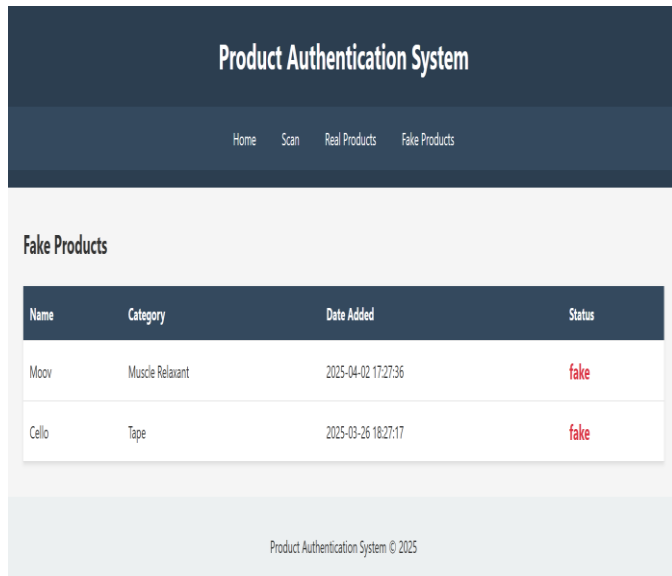 Product Authentication System
Home Scan Real Products Fake Products
Fake Products
Name Category Date Added Status
Moov Muscle Relaxant 2025-04-02 17:27:36 fake
Cello Tape 2025-03-26 18:27:17 fake
Product Authentication System © 2025